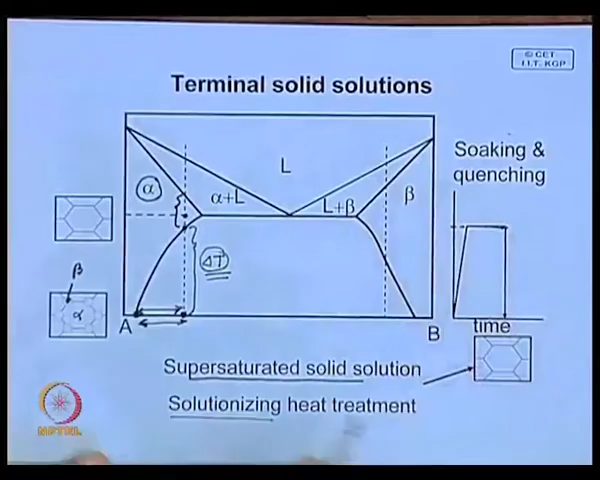 © CET
I.I.T. KGP
Terminal solid solutions
Soaking &
quenching
L
α
α+L
L+β
β
ΔT
β
α
A
B
time
Supersaturated solid solution
Solutionizing heat treatment
NPTEL